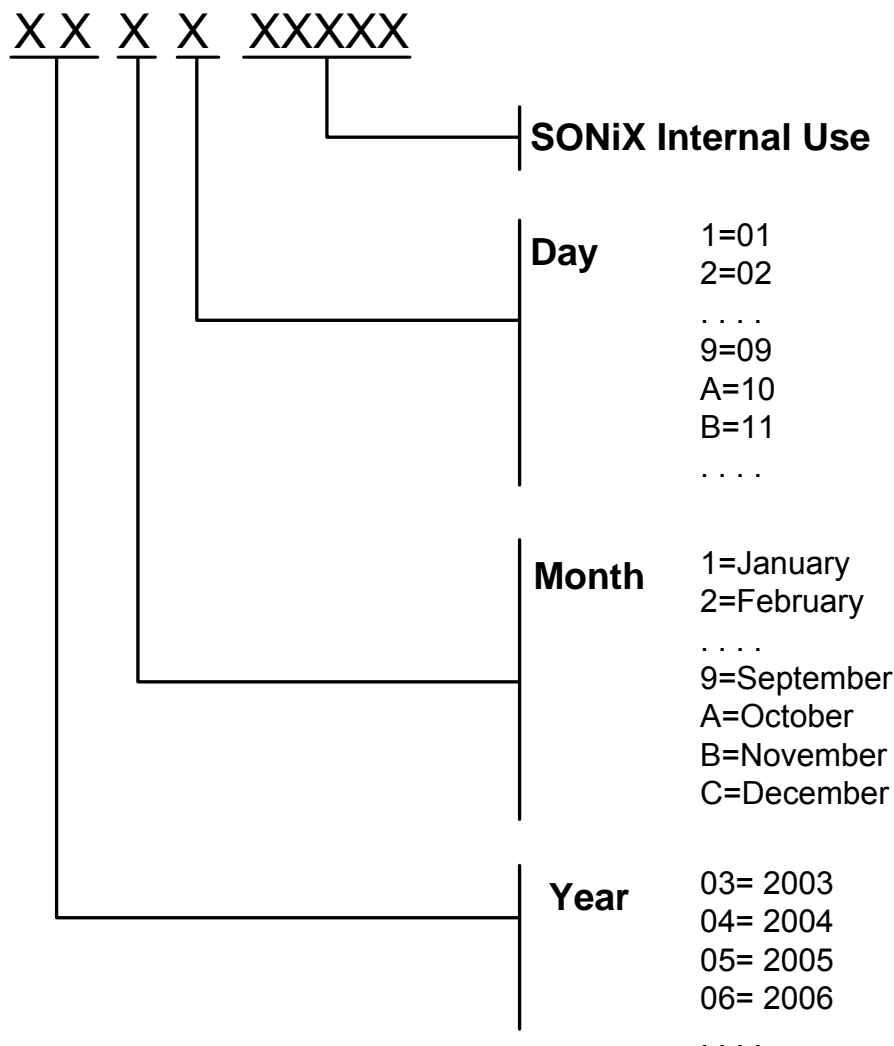 X X X X XXXXX
SONiX Internal Use
Day
1=01
2=02
. . . .
9=09
A=10
B=11
. . . .
Month
1=January
2=February
. . . .
9=September
A=October
B=November
C=December
Year
03= 2003
04= 2004
05= 2005
06= 2006
. . . .